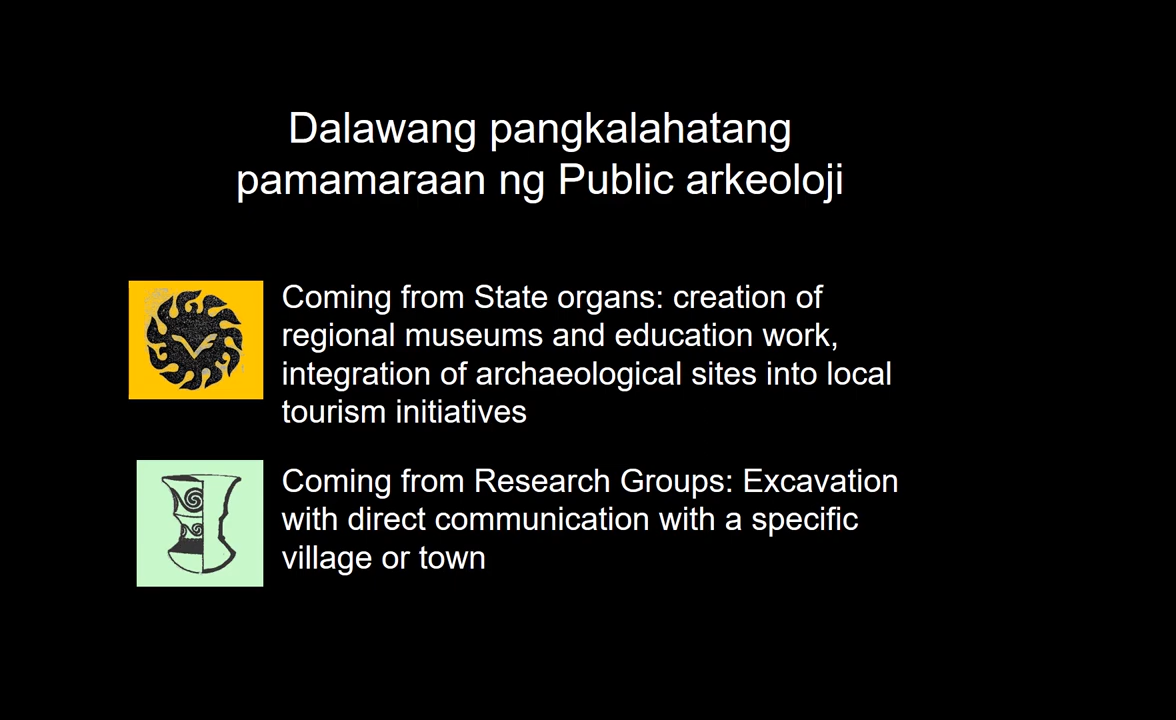 Dalawang pangkalahatang
pamamaraan ng Public arkeoloji
Coming from State organs: creation of
regional museums and education work,
integration of archaeological sites into local
tourism initiatives
Coming from Research Groups: Excavation
with direct communication with a specific
village or town